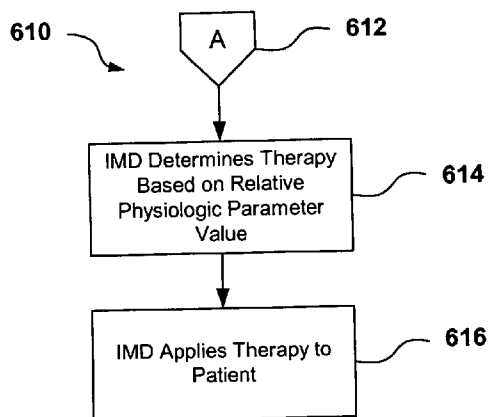 610
A
612
IMD Determines Therapy
Based on Relative
Physiologic Parameter
Value
614
IMD Applies Therapy to
Patient
616